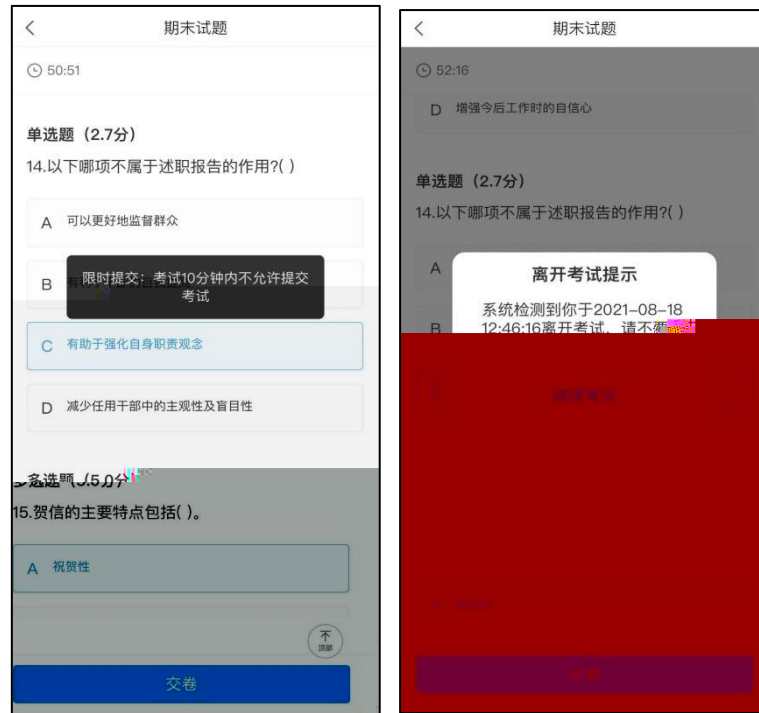 期末试题
50:51
单选题（2.7分）
14.以下哪项不属于述职报告的作用?( )
A 可以更好地监督群众
限时提交：考试10分钟内不允许提交
考试
B
C 有助于强化自身职责观念
D 减少任用干部中的主观性及盲目性
多选题
15.贺信的主要特点包括( )。
A 祝贺性
顶部
交卷
期末试题
52:16
D 增强今后工作时的自信心
单选题（2.7分）
14.以下哪项不属于述职报告的作用?( )
A
离开考试提示
系统检测到你于2021-08-18
B
12:46:16离开考试，请不要